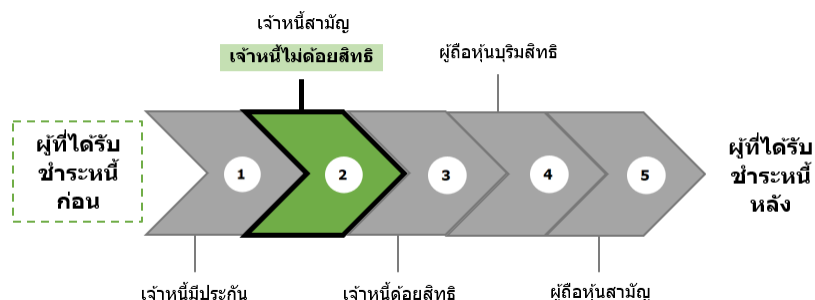 เจ้าหนี้สามัญ
เจ้าหนี้ไม่ด้อยสิทธิ
ผู้ถือหุ้นบุริมสิทธิ
ผู้ที่ได้รับ
ชำระหนี้
ก่อน
1
2
3
4
5
ผู้ที่ได้รับ
ชำระหนี้
หลัง
เจ้าหนี้มีประกัน
เจ้าหนี้ด้อยสิทธิ
ผู้ถือหุ้นสามัญ